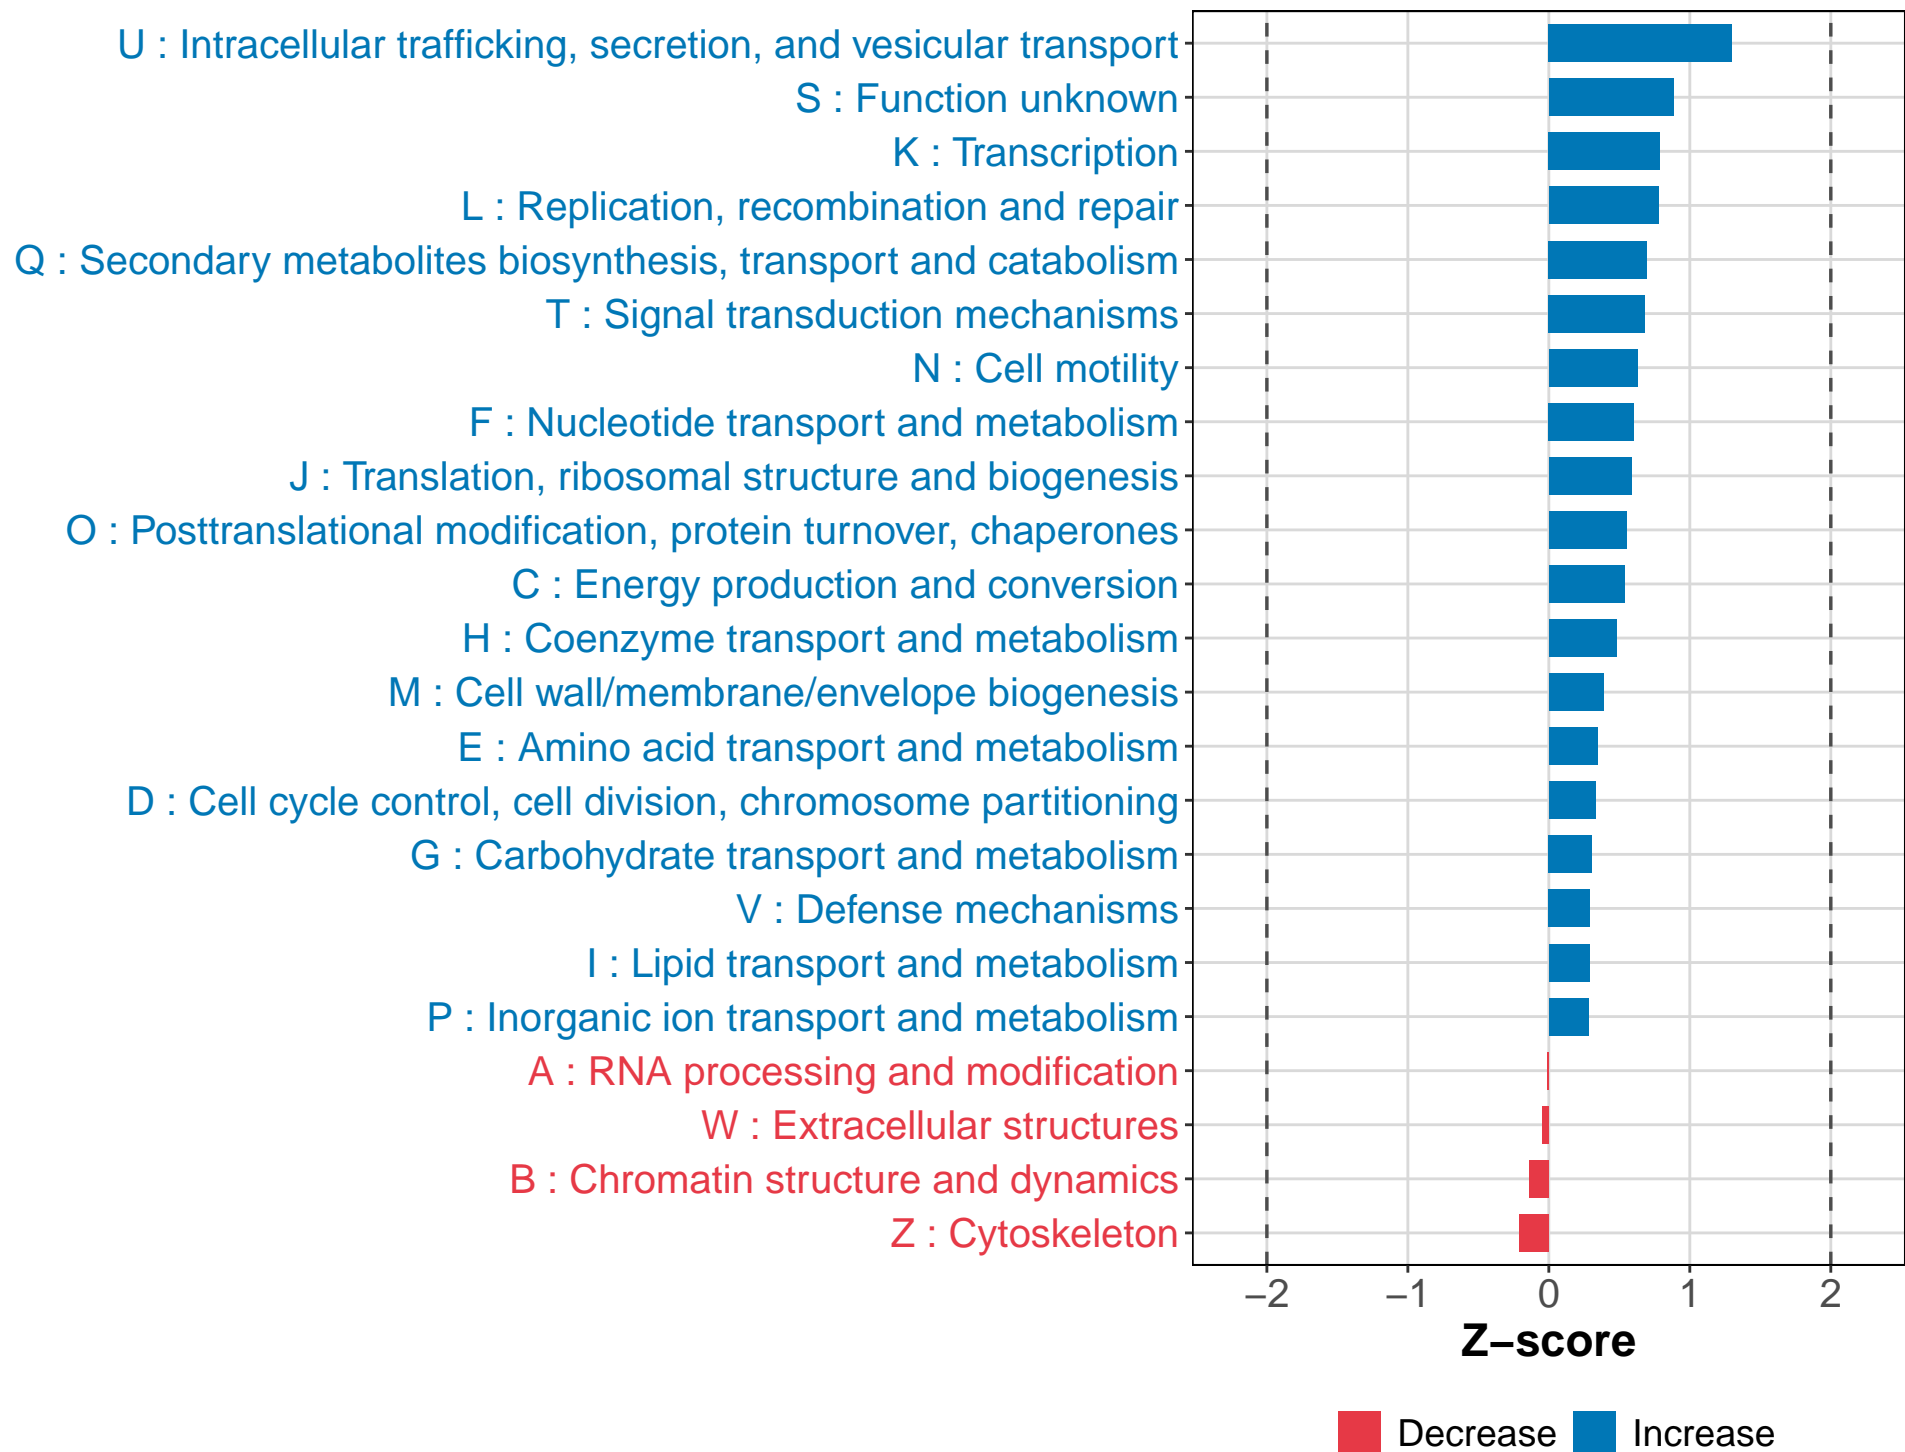 U : Intracellular trafficking, secretion, and vesicular transport
S : Function unknown
K : Transcription
L : Replication, recombination and repair
Q : Secondary metabolites biosynthesis, transport and catabolism
T : Signal transduction mechanisms
N : Cell motility
F : Nucleotide transport and metabolism
J : Translation, ribosomal structure and biogenesis
O : Posttranslational modification, protein turnover, chaperones
C : Energy production and conversion
H : Coenzyme transport and metabolism
M : Cell wall/membrane/envelope biogenesis
E : Amino acid transport and metabolism
D : Cell cycle control, cell division, chromosome partitioning
G : Carbohydrate transport and metabolism
V : Defense mechanisms
I : Lipid transport and metabolism
P : Inorganic ion transport and metabolism
A : RNA processing and modification
W : Extracellular structures
B : Chromatin structure and dynamics
Z : Cytoskeleton
−2 −1 0 1 2
Z−score
Decrease Increase